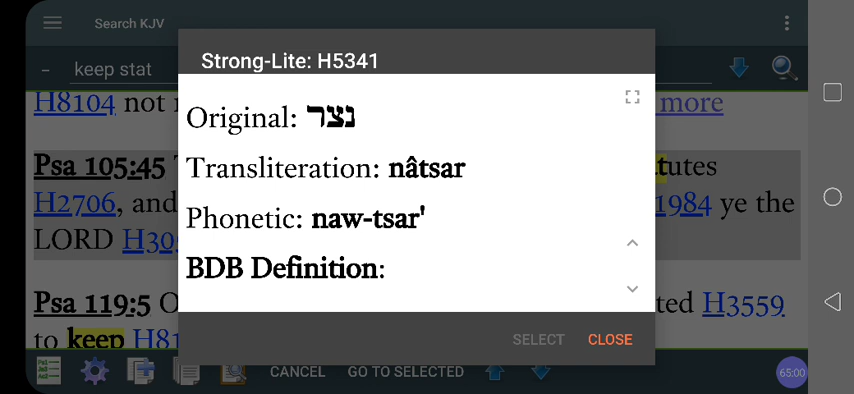 Search KJV
Strong-Lite: H5341
- keep stat
H8104 not more
Original: נצר
Psa 105:45 utes
Transliteration: nâtsar
H2706, and 1984 ye the
Phonetic: naw-tsar'
LORD
BDB Definition:
Psa 119:5 O ted H3559
to keep
SELECT CLOSE
CANCEL GO TO SELECTED 65:00